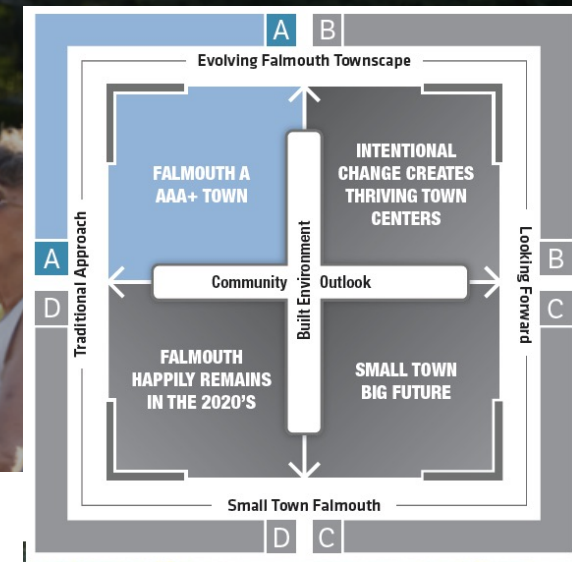 A B
Evolving Falmouth Townscape
FALMOUTH A
AAA+ TOWN
INTENTIONAL
CHANGE CREATES
THRIVING TOWN
CENTERS
Traditional Approach
Looking Forward
A
B
Community Outlook
Built Environment
D
C
FALMOUTH
HAPPILY REMAINS
IN THE 2020'S
SMALL TOWN
BIG FUTURE
Small Town Falmouth
D C